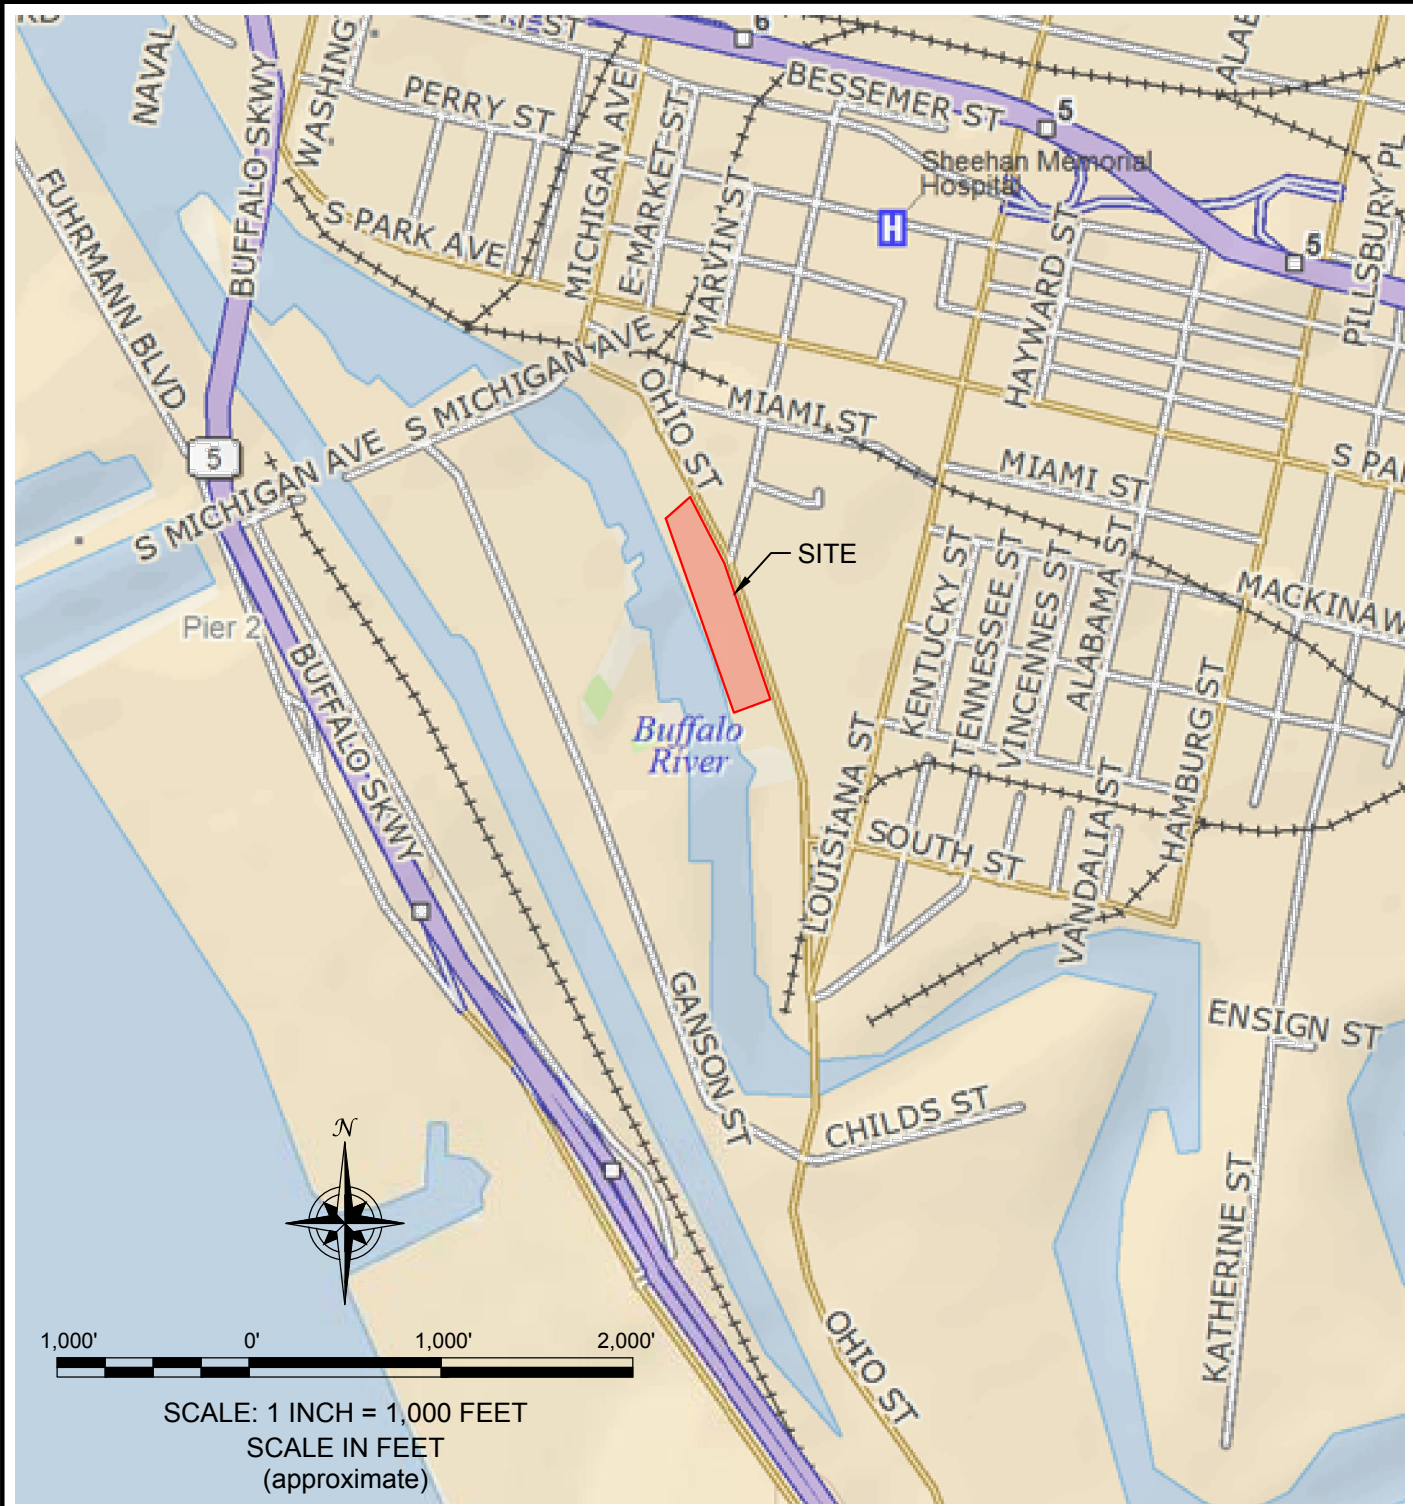 NAVAL
BUFFALO SKWY
WASHING
6
PERRY ST
MICHIGAN AVE
E MARKET ST
MARVIN ST
BESSEMER ST
5
Sheehan Memorial
Hospital
H
HAYWARD ST
5
PILLSBURY PL
FUHRMANN BLVD
S PARK AVE
5
S MICHIGAN AVE
S MICHIGAN AVE
S MICHIGAN AVE
OHIO ST
MIAMI ST
MIAMI ST
S PAR
SITE
Pier 2
BUFFALO SKWY
Buffalo
River
KENTUCKY ST
TENNESSEE ST
VINCENNES ST
ALABAMA ST
MACKINAW
HAMBURG ST
LOUISIANA ST
SOUTH ST
VANDALIA ST
GANSON ST
ENSIGN ST
CHILDS ST
KATHERINE ST
OHIO ST
N
1,000' 0' 1,000' 2,000'
SCALE: 1 INCH = 1,000 FEET
SCALE IN FEET
(approximate)